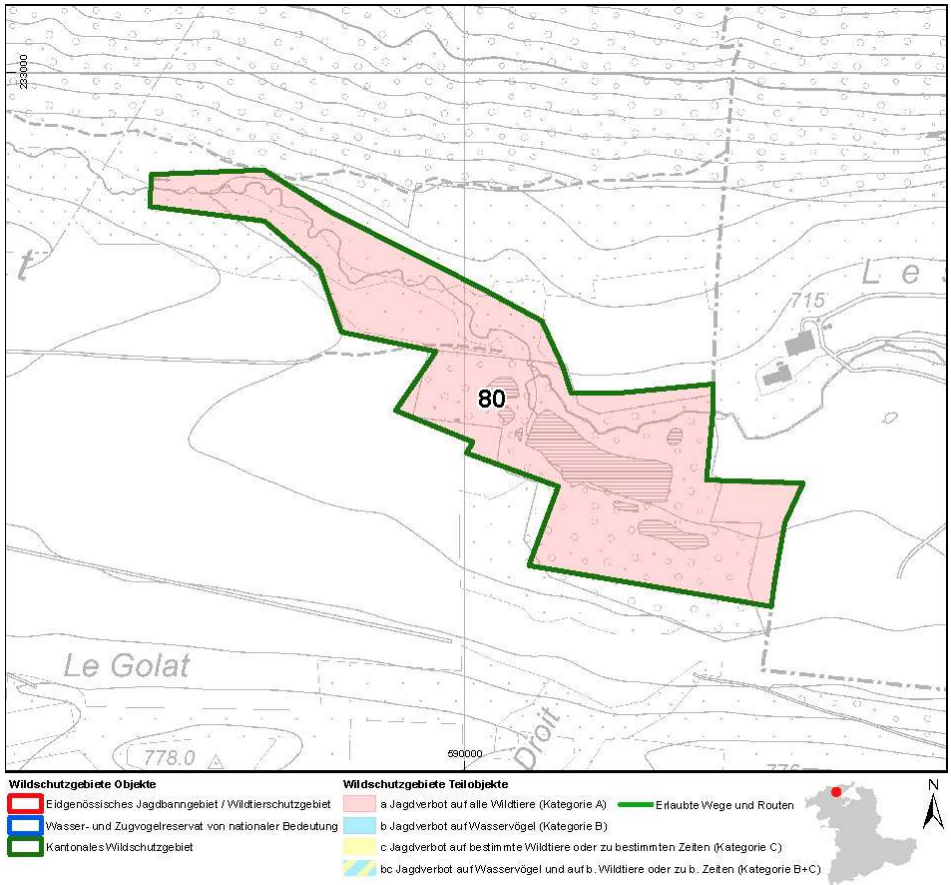 233000
t
Le
715
80
Le Golat
778.0
590000
Droit
Wildschutzgebiete Objekte
Eidgenössisches Jagdbanngebiet / Wildtierschutzgebiet
Wasser- und Zugvogelreservat von nationaler Bedeutung
Kantonales Wildschutzgebiet
Wildschutzgebiete Teilobjekte
a Jagdverbot auf alle Wildtiere (Kategorie A)
b Jagdverbot auf Wasservögel (Kategorie B)
c Jagdverbot auf bestimmte Wildtiere oder zu bestimmten Zeiten (Kategorie C)
bc Jagdverbot auf Wasservögel und auf b. Wildtiere oder zu b. Zeiten (Kategorie B+C)
Erlaubte Wege und Routen
N